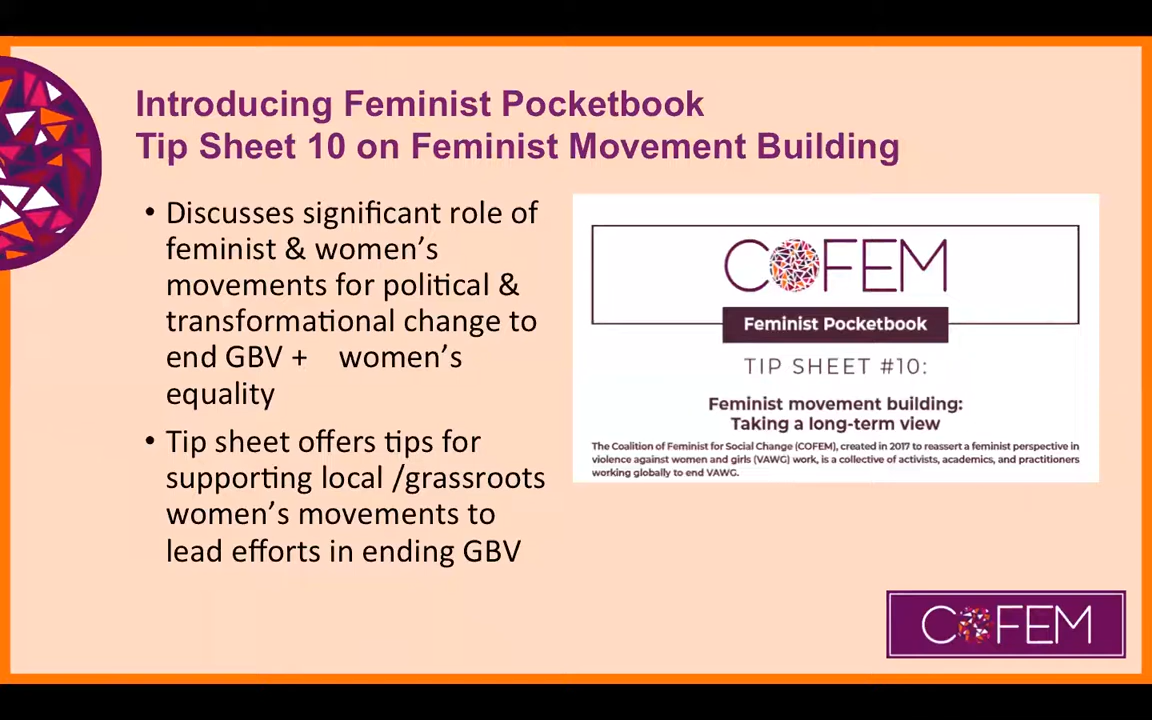 Introducing Feminist Pocketbook
Tip Sheet 10 on Feminist Movement Building
• Discusses significant role of
feminist & women’s
movements for political &
transformational change to
end GBV + women’s
equality
• Tip sheet offers tips for
supporting local /grassroots
women’s movements to
lead efforts in ending GBV
COFEM
Feminist Pocketbook
TIP SHEET #10:
Feminist movement building:
Taking a long-term view
The Coalition of Feminist for Social Change (COFEM), created in 2017 to reassert a feminist perspective in
violence against women and girls (VAWG) work, is a collective of activists, academics, and practitioners
working globally to end VAWG.
COFEM